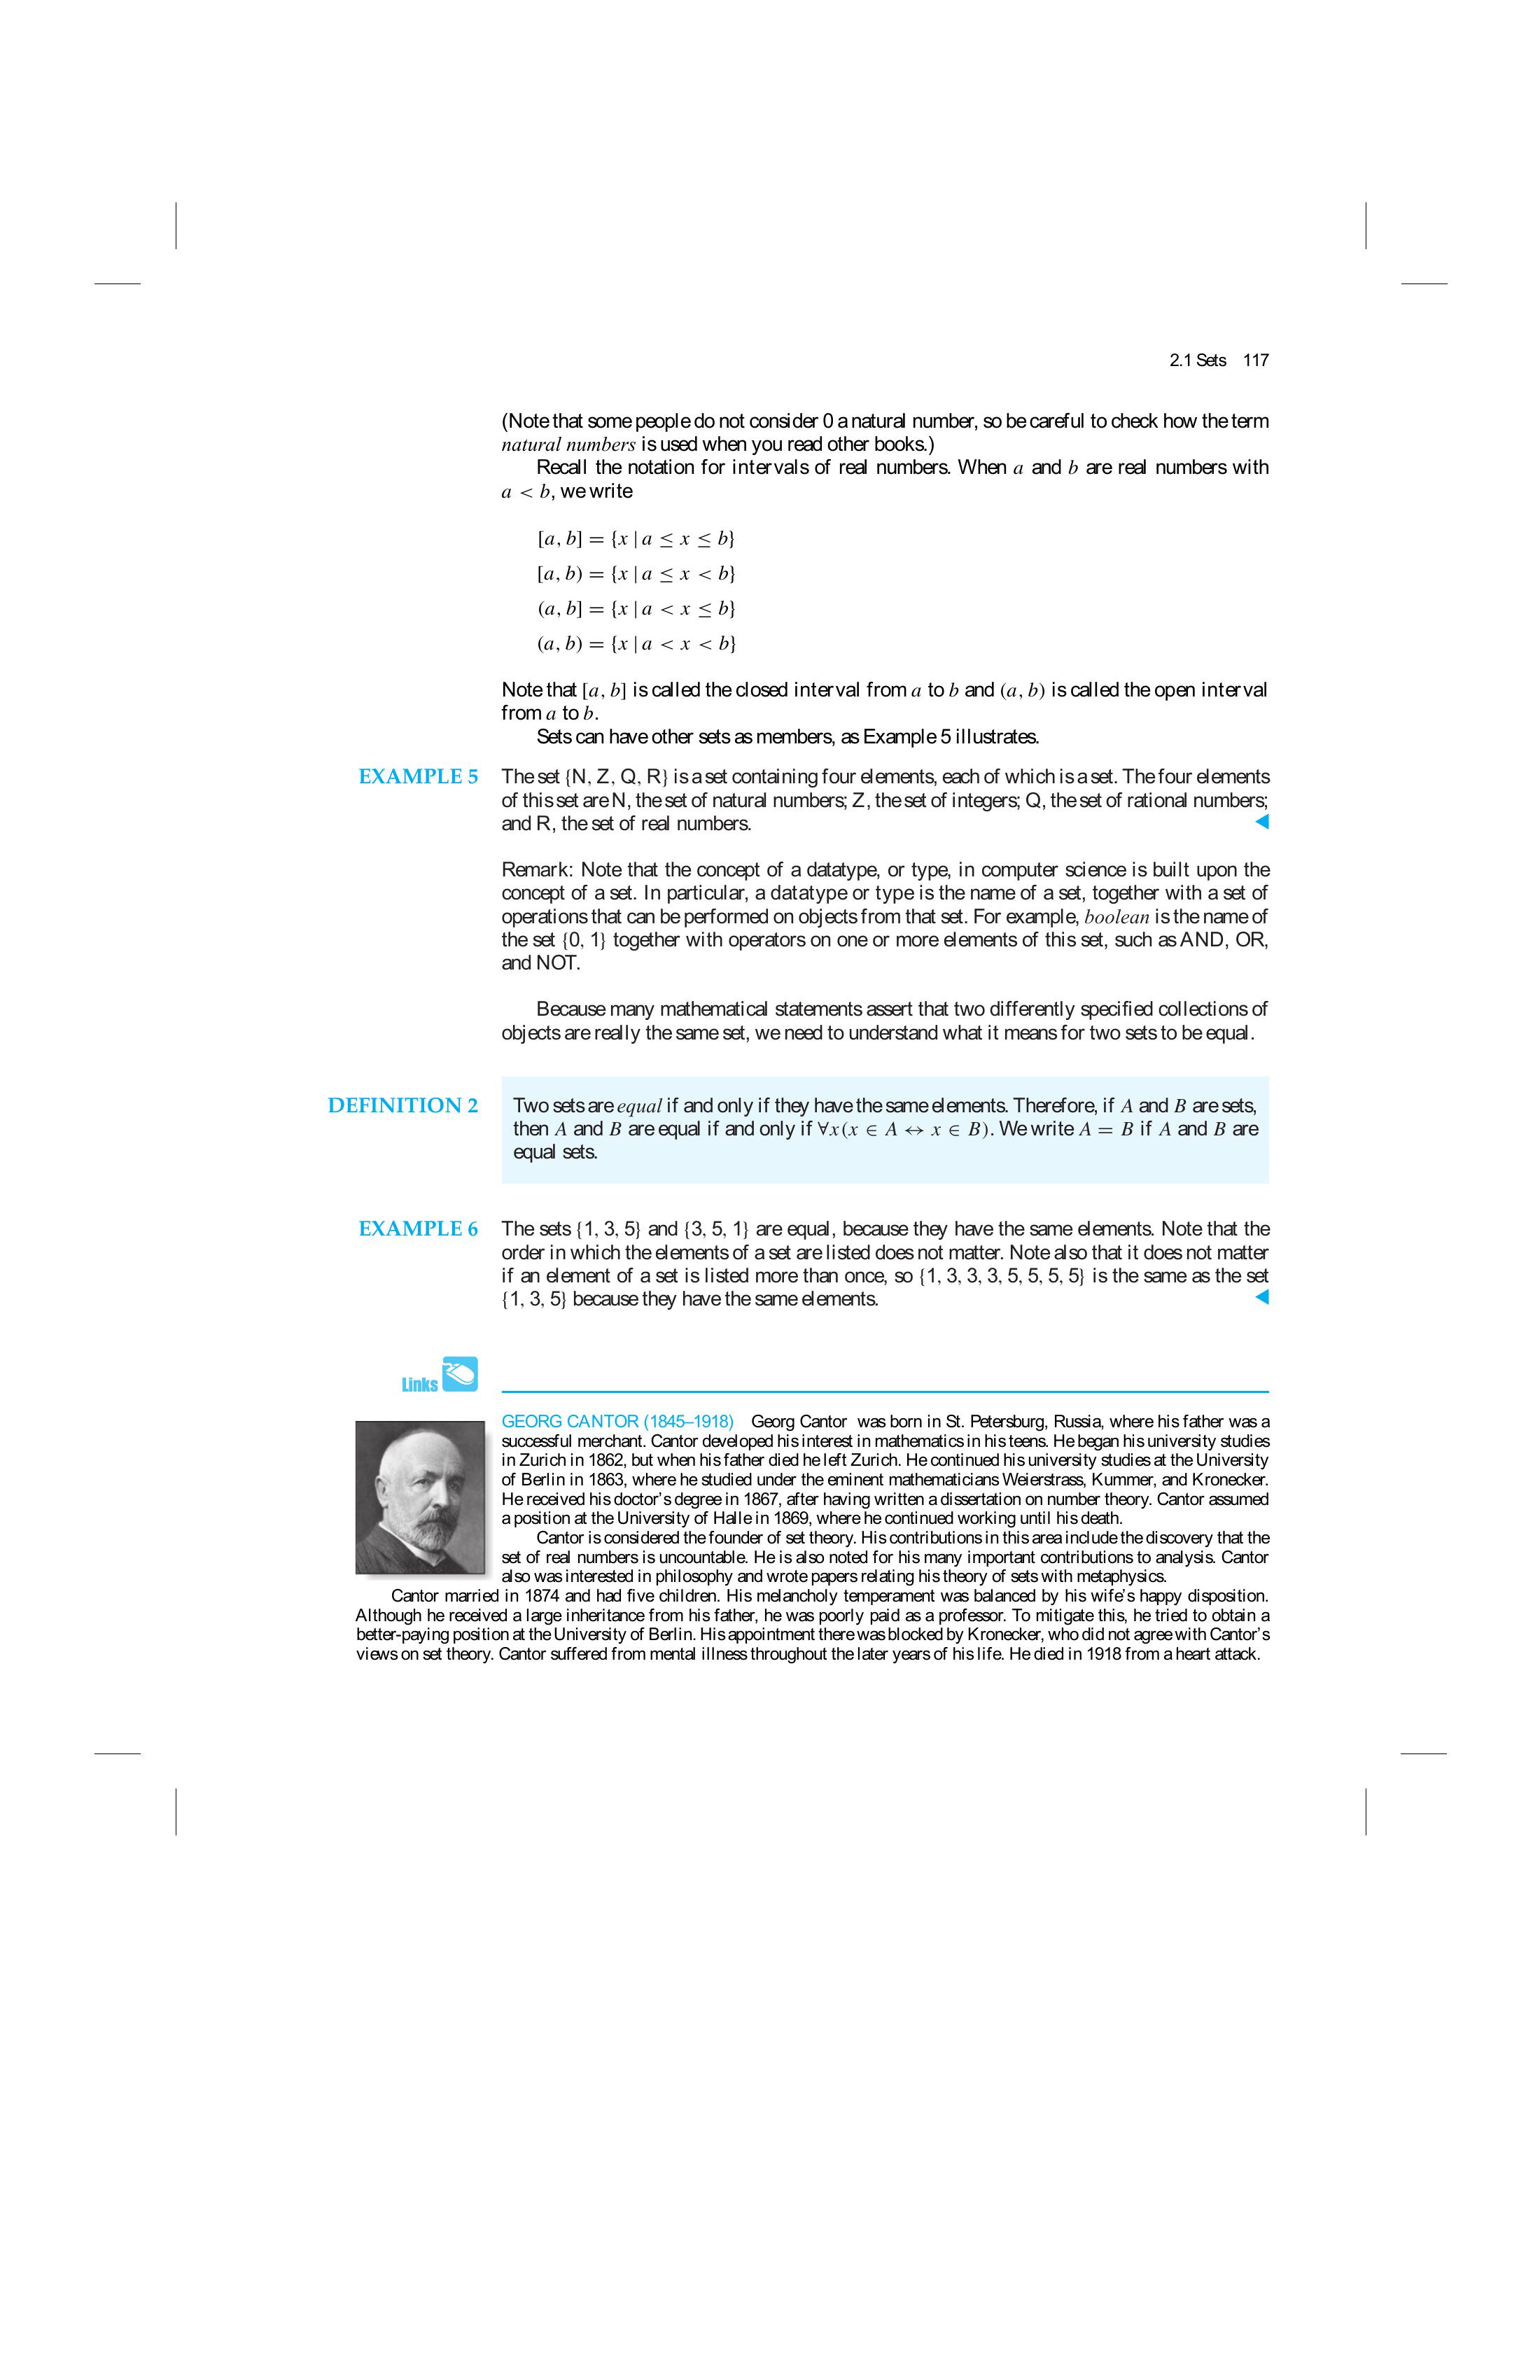 2.1 Sets 117
(Note that some people do not consider 0 a natural number, so be careful to check how the term
natural numbers is used when you read other books.)
Recall the notation for intervals of real numbers. When a and b are real numbers with
a < b, we write
[a, b] = {x | a ≤ x ≤ b}
[a, b) = {x | a ≤ x < b}
(a, b] = {x | a < x ≤ b}
(a, b) = {x | a < x < b}
Note that [a, b] is called the closed interval from a to b and (a, b) is called the open interval
from a to b.
Sets can have other sets as members, as Example 5 illustrates.
EXAMPLE 5 The set {N, Z, Q, R} is a set containing four elements, each of which is a set. The four elements
of this set are N, the set of natural numbers; Z, the set of integers; Q, the set of rational numbers;
and R, the set of real numbers. ◀
Remark: Note that the concept of a datatype, or type, in computer science is built upon the
concept of a set. In particular, a datatype or type is the name of a set, together with a set of
operations that can be performed on objects from that set. For example, boolean is the name of
the set {0, 1} together with operators on one or more elements of this set, such as AND, OR,
and NOT.
Because many mathematical statements assert that two differently specified collections of
objects are really the same set, we need to understand what it means for two sets to be equal.
DEFINITION 2 Two sets are equal if and only if they have the same elements. Therefore, if A and B are sets,
then A and B are equal if and only if ∀x(x ∈ A ↔ x ∈ B). We write A = B if A and B are
equal sets.
EXAMPLE 6 The sets {1, 3, 5} and {3, 5, 1} are equal, because they have the same elements. Note that the
order in which the elements of a set are listed does not matter. Note also that it does not matter
if an element of a set is listed more than once, so {1, 3, 3, 3, 5, 5, 5, 5} is the same as the set
{1, 3, 5} because they have the same elements. ◀
Links
GEORG CANTOR (1845–1918) Georg Cantor was born in St. Petersburg, Russia, where his father was a
successful merchant. Cantor developed his interest in mathematics in his teens. He began his university studies
in Zurich in 1862, but when his father died he left Zurich. He continued his university studies at the University
of Berlin in 1863, where he studied under the eminent mathematicians Weierstrass, Kummer, and Kronecker.
He received his doctor's degree in 1867, after having written a dissertation on number theory. Cantor assumed
a position at the University of Halle in 1869, where he continued working until his death.
Cantor is considered the founder of set theory. His contributions in this area include the discovery that the
set of real numbers is uncountable. He is also noted for his many important contributions to analysis. Cantor
also was interested in philosophy and wrote papers relating his theory of sets with metaphysics.
Cantor married in 1874 and had five children. His melancholy temperament was balanced by his wife's happy disposition.
Although he received a large inheritance from his father, he was poorly paid as a professor. To mitigate this, he tried to obtain a
better-paying position at the University of Berlin. His appointment there was blocked by Kronecker, who did not agree with Cantor's
views on set theory. Cantor suffered from mental illness throughout the later years of his life. He died in 1918 from a heart attack.